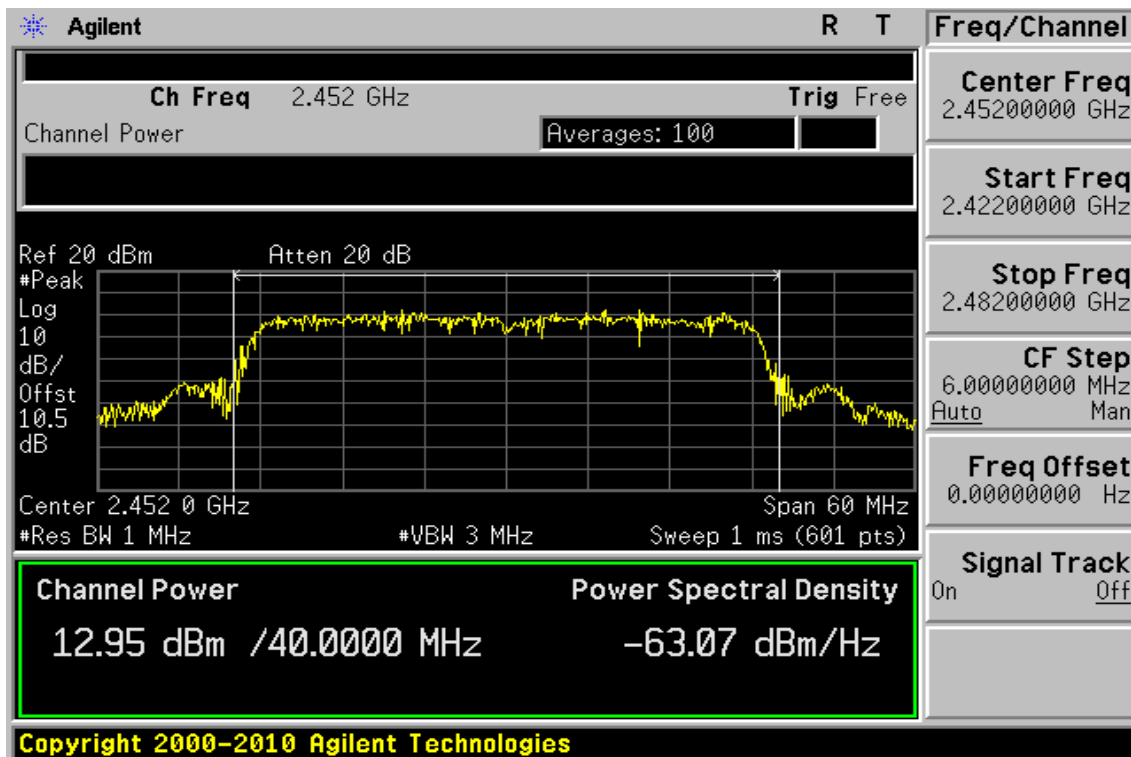 Agilent R T Freq/Channel
Ch Freq 2.452 GHz Trig Free
Channel Power Averages: 100
Center Freq
2.45200000 GHz
Start Freq
2.42200000 GHz
Stop Freq
2.48200000 GHz
CF Step
6.00000000 MHz
Auto Man
Freq Offset
0.00000000 Hz
Signal Track
On Off
Ref 20 dBm Atten 20 dB
#Peak
Log
10
dB/
Offst
10.5
dB
Center 2.452 0 GHz Span 60 MHz
#Res BW 1 MHz #VBW 3 MHz Sweep 1 ms (601 pts)
Channel Power Power Spectral Density
12.95 dBm /40.0000 MHz -63.07 dBm/Hz
Copyright 2000-2010 Agilent Technologies